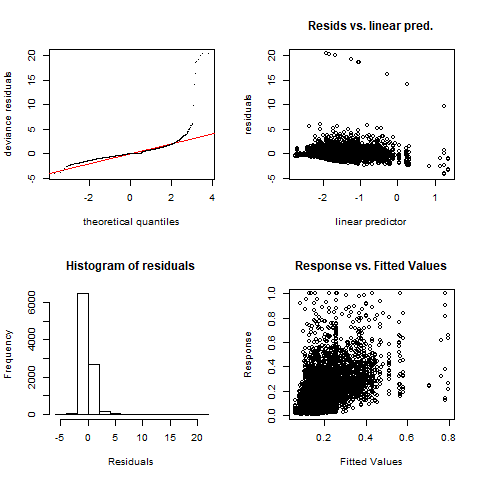 deviance residuals
-5 0 5 10 15 20
-2 0 2 4
theoretical quantiles
Resids vs. linear pred.
residuals
-5 0 5 10 15 20
-2 -1 0 1
linear predictor
Histogram of residuals
Frequency
0 2000 4000 6000
-5 0 5 10 15 20
Residuals
Response vs. Fitted Values
Response
0.0 0.2 0.4 0.6 0.8 1.0
0.2 0.4 0.6 0.8
Fitted Values